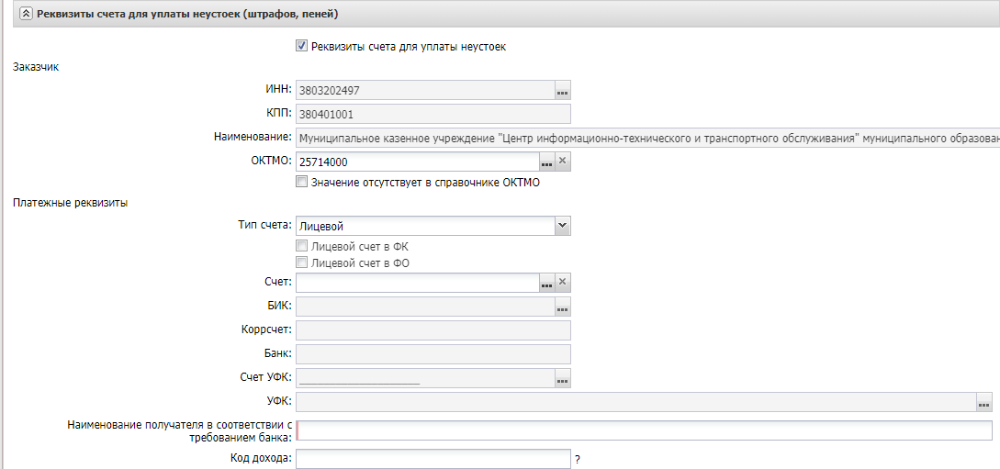 Реквизиты счета для уплаты неустоек (штрафов, пеней)
Реквизиты счета для уплаты неустоек
Заказчик
ИНН: 3803202497
КПП: 380401001
Наименование: Муниципальное казенное учреждение "Центр информационно-технического и транспортного обслуживания" муниципального образован
ОКТМО: 25714000
Значение отсутствует в справочнике ОКТМО
Платежные реквизиты
Тип счета: Лицевой
Лицевой счет в ФК
Лицевой счет в ФО
Счет:
БИК:
Коррсчет:
Банк:
Счет УФК: ____________________
УФК:
Наименование получателя в соответствии с
требованием банка:
Код дохода: ?